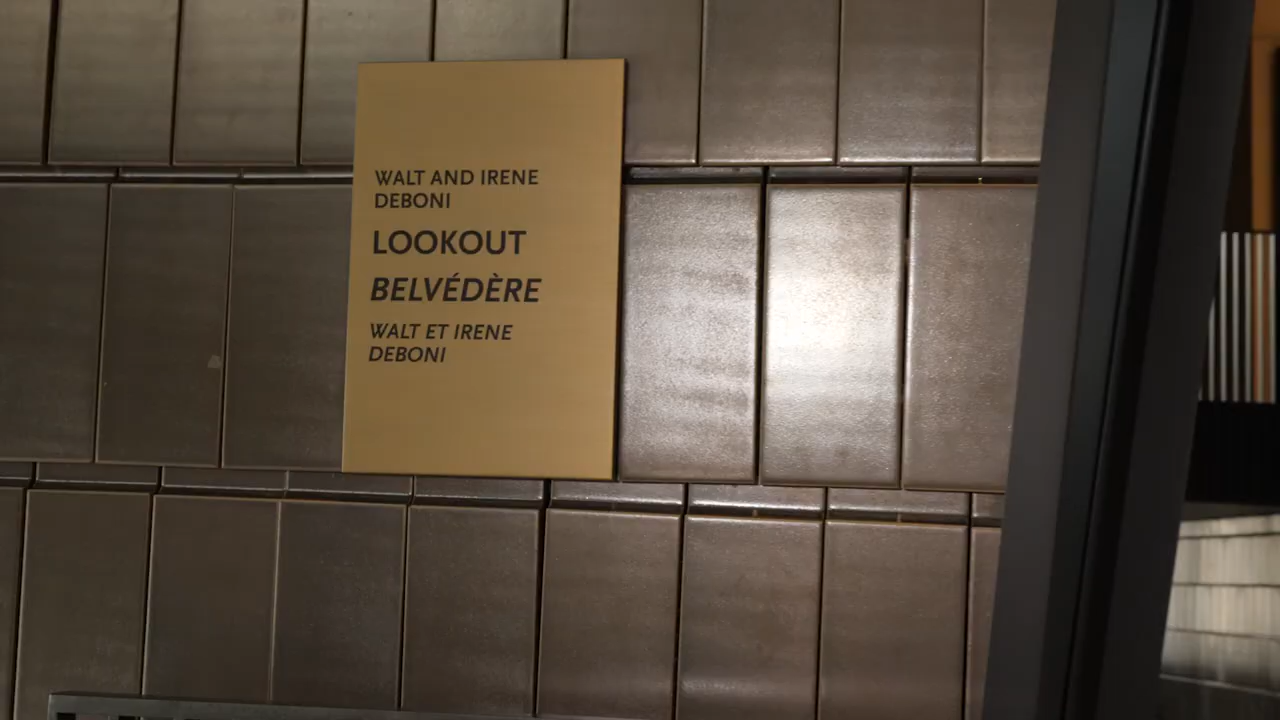 WALT AND IRENE
DEBONI
LOOKOUT
BELVÉDÈRE
WALT ET IRENE
DEBONI